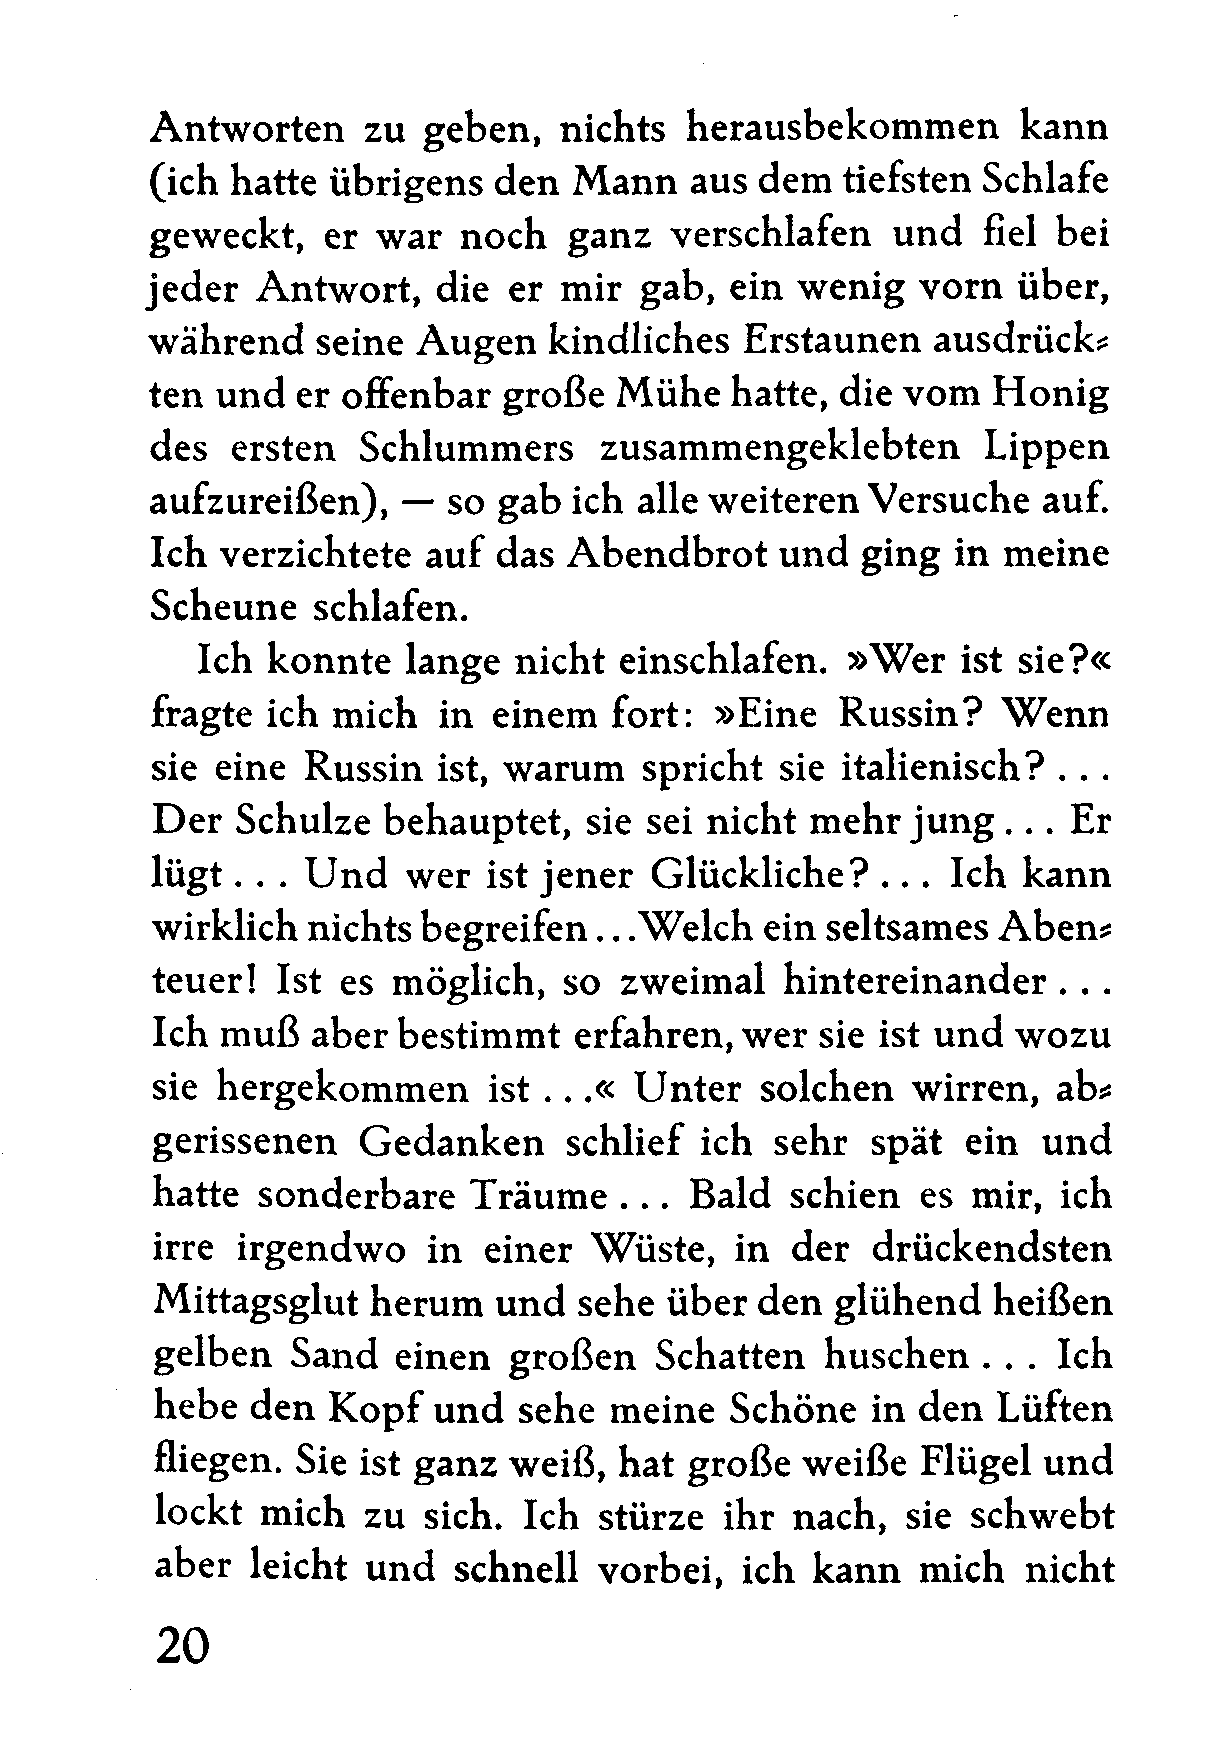 Antworten zu geben, nichts herausbekommen kann
(ich hatte übrigens den Mann aus dem tiefsten Schlafe
geweckt, er war noch ganz verschlafen und fiel bei
jeder Antwort, die er mir gab, ein wenig vorn über,
während seine Augen kindliches Erstaunen ausdrück⸗
ten und er offenbar große Mühe hatte, die vom Honig
des ersten Schlummers zusammengeklebten Lippen
aufzureißen), — so gab ich alle weiteren Versuche auf.
Ich verzichtete auf das Abendbrot und ging in meine
Scheune schlafen.
Ich konnte lange nicht einschlafen. »Wer ist sie?«
fragte ich mich in einem fort: »Eine Russin? Wenn
sie eine Russin ist, warum spricht sie italienisch? . . .
Der Schulze behauptet, sie sei nicht mehr jung . . . Er
lügt . . . Und wer ist jener Glückliche? . . . Ich kann
wirklich nichts begreifen . . . Welch ein seltsames Aben⸗
teuer! Ist es möglich, so zweimal hintereinander . . .
Ich muß aber bestimmt erfahren, wer sie ist und wozu
sie hergekommen ist . . .« Unter solchen wirren, ab⸗
gerissenen Gedanken schlief ich sehr spät ein und
hatte sonderbare Träume . . . Bald schien es mir, ich
irre irgendwo in einer Wüste, in der drückendsten
Mittagsglut herum und sehe über den glühend heißen
gelben Sand einen großen Schatten huschen . . . Ich
hebe den Kopf und sehe meine Schöne in den Lüften
fliegen. Sie ist ganz weiß, hat große weiße Flügel und
lockt mich zu sich. Ich stürze ihr nach, sie schwebt
aber leicht und schnell vorbei, ich kann mich nicht
20